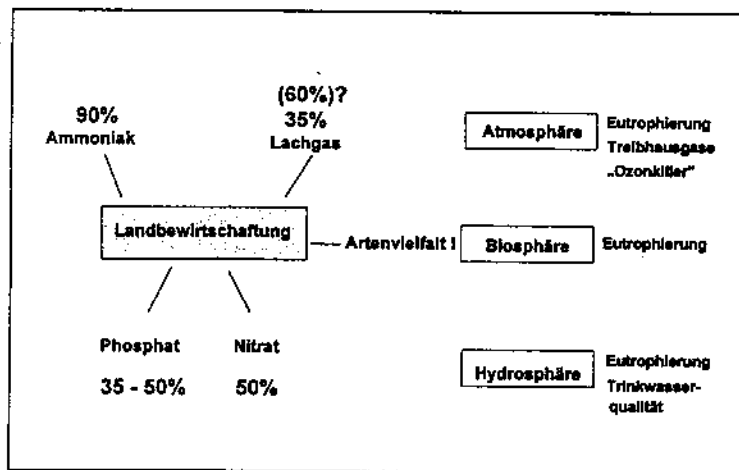 90%
Ammoniak
(60%)?
35%
Lachgas
Atmosphäre
Eutrophierung
Treibhausgase
„Ozonkiller"
Landbewirtschaftung
Artenvielfalt !
Biosphäre
Eutrophierung
Phosphat
Nitrat
35 - 50%
50%
Hydrosphäre
Eutrophierung
Trinkwasser-
qualität